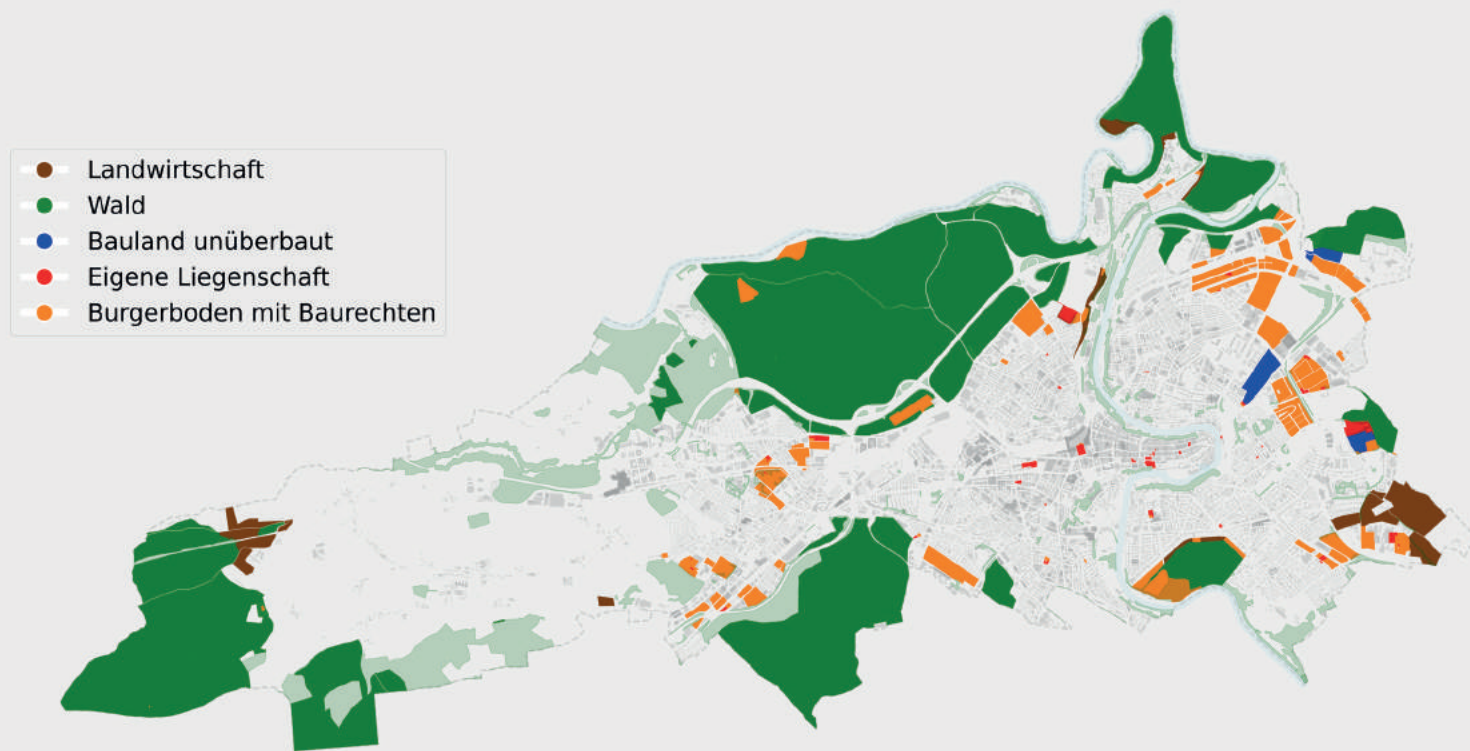 Landwirtschaft
Wald
Bauland unüberbaut
Eigene Liegenschaft
Burgerboden mit Baurechten